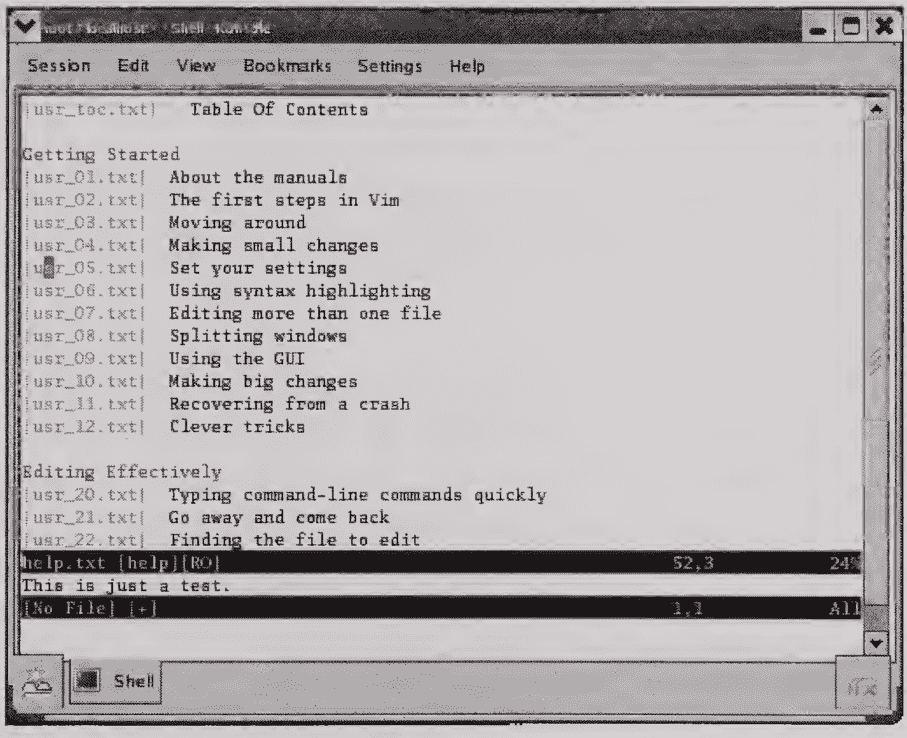 Shell
Session Edit View Bookmarks Settings Help
|usr_toc.txt| Table Of Contents
Getting Started
|usr_01.txt| About the manuals
|usr_02.txt| The first steps in Vim
|usr_03.txt| Moving around
|usr_04.txt| Making small changes
|usr_05.txt| Set your settings
|usr_06.txt| Using syntax highlighting
|usr_07.txt| Editing more than one file
|usr_08.txt| Splitting windows
|usr_09.txt| Using the GUI
|usr_10.txt| Making big changes
|usr_11.txt| Recovering from a crash
|usr_12.txt| Clever tricks
Editing Effectively
|usr_20.txt| Typing command-line commands quickly
|usr_21.txt| Go away and come back
|usr_22.txt| Finding the file to edit
help.txt [help][RO] 52,3 24%
This is just a test.
[No File] [+] 1,1 All
Shell